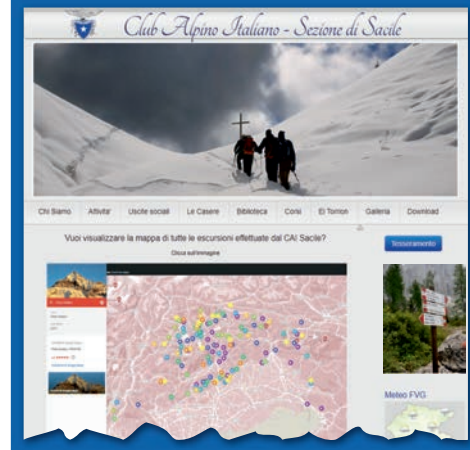 Club Alpino Italiano - Sezione di Sacile
Chi Siamo Attivita' Uscite sociali Le Casere Biblioteca Corsi El Torrion Galleria Download
Vuoi visualizzare la mappa di tutte le escursioni effettuate dal CAI Sacile?
Clicca sull'immagine
Tesseramento
Meteo FVG